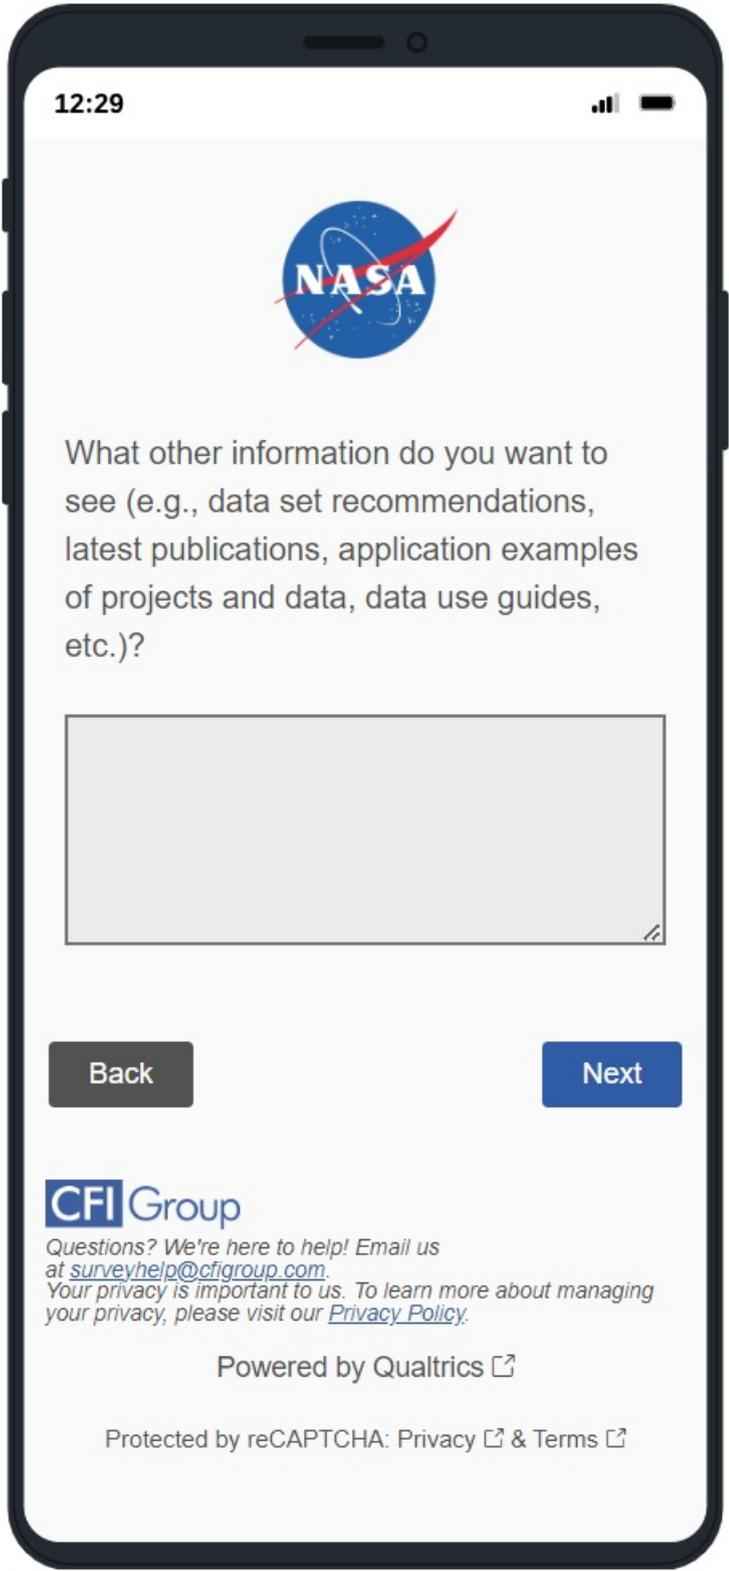 12:29
NASA
What other information do you want to
see (e.g., data set recommendations,
latest publications, application examples
of projects and data, data use guides,
etc.)?
Back
Next
CFI Group
Questions? We're here to help! Email us
at surveyhelp@cfigroup.com.
Your privacy is important to us. To learn more about managing
your privacy, please visit our Privacy Policy.
Powered by Qualtrics
Protected by reCAPTCHA: Privacy & Terms